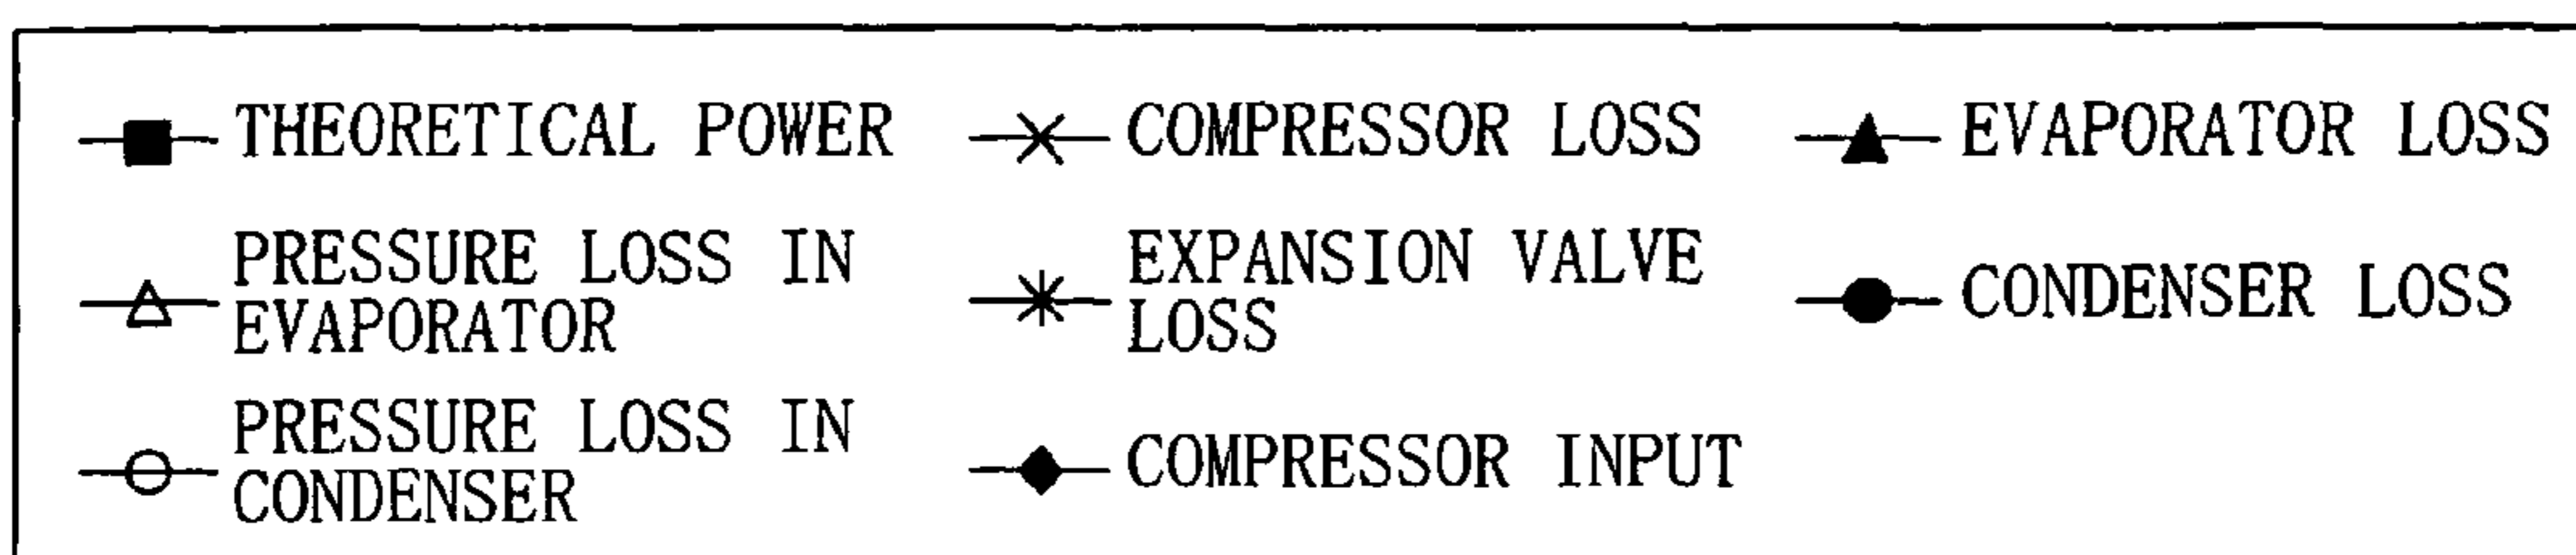 THEORETICAL POWER
COMPRESSOR LOSS
EVAPORATOR LOSS
PRESSURE LOSS IN
EVAPORATOR
EXPANSION VALVE
LOSS
CONDENSER LOSS
PRESSURE LOSS IN
CONDENSER
COMPRESSOR INPUT